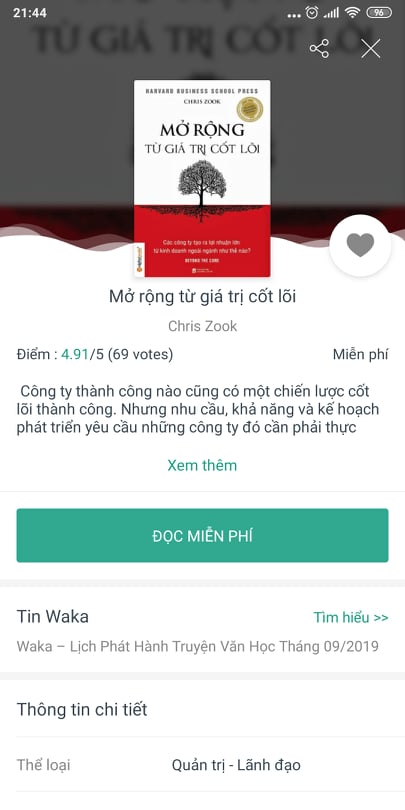 21:44
96
TỪ GIÁ TRỊ CỐT LÕI
HARVARD BUSINESS SCHOOL PRESS
CHRIS ZOOK
MỞ RỘNG
TỪ GIÁ TRỊ CỐT LÕI
Các công ty tạo ra lợi nhuận lớn
từ kinh doanh ngoài ngành như thế nào?
BEYOND THE CORE
Mở rộng từ giá trị cốt lõi
Chris Zook
Điểm : 4.91/5 (69 votes)
Miễn phí
Công ty thành công nào cũng có một chiến lược cốt
lõi thành công. Nhưng nhu cầu, khả năng và kế hoạch
phát triển yêu cầu những công ty đó cần phải thực
Xem thêm
ĐỌC MIỄN PHÍ
Tin Waka
Tìm hiểu >>
Waka – Lịch Phát Hành Truyện Văn Học Tháng 09/2019
Thông tin chi tiết
Thể loại
Quản trị - Lãnh đạo